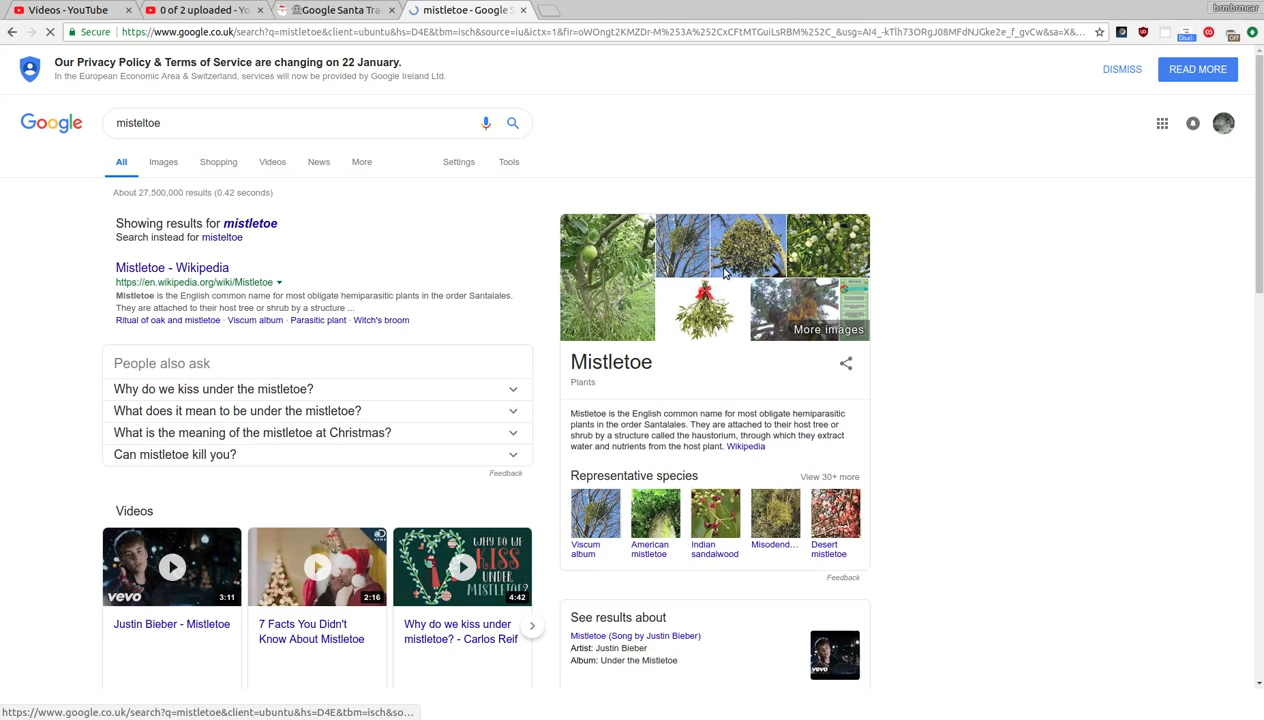 Videos - YouTube
0 of 2 uploaded - Yo
Google Santa Tra
mistletoe - Google S
brmbrmcar
Secure
https://www.google.co.uk/search?q=mistletoe&client=ubuntu&hs=D4E&tbm=isch&source=iu&ictx=1&fir=oWOngt2KMZDr-M%253A%252CxCFtMTGuiLsRBM%252C_&usg=AI4_-kTlh73ORgJ08MFdNJGke2e_f_gvCw&sa=X&...
Our Privacy Policy & Terms of Service are changing on 22 January.
In the European Economic Area & Switzerland, services will now be provided by Google Ireland Ltd.
DISMISS
READ MORE
Google
misteltoe
All
Images
Shopping
Videos
News
More
Settings
Tools
About 27,500,000 results (0.42 seconds)
Showing results for mistletoe
Search instead for misteltoe
Mistletoe - Wikipedia
https://en.wikipedia.org/wiki/Mistletoe
Mistletoe is the English common name for most obligate hemiparasitic plants in the order Santalales.
They are attached to their host tree or shrub by a structure ...
Ritual of oak and mistletoe · Viscum album · Parasitic plant · Witch's broom
People also ask
Why do we kiss under the mistletoe?
What does it mean to be under the mistletoe?
What is the meaning of the mistletoe at Christmas?
Can mistletoe kill you?
Feedback
Videos
vevo
3:11
2:16
WHY DO WE
KISS
UNDER
MISTLETOE?
4:42
Justin Bieber - Mistletoe
7 Facts You Didn't
Know About Mistletoe
Why do we kiss under
mistletoe? - Carlos Reif
More images
Mistletoe
Plants
Mistletoe is the English common name for most obligate hemiparasitic
plants in the order Santalales. They are attached to their host tree or
shrub by a structure called the haustorium, through which they extract
water and nutrients from the host plant. Wikipedia
Representative species
View 30+ more
Viscum
album
American
mistletoe
Indian
sandalwood
Misodend...
Desert
mistletoe
Feedback
See results about
Mistletoe (Song by Justin Bieber)
Artist: Justin Bieber
Album: Under the Mistletoe
vevo
https://www.google.co.uk/search?q=mistletoe&client=ubuntu&hs=D4E&tbm=isch&so...